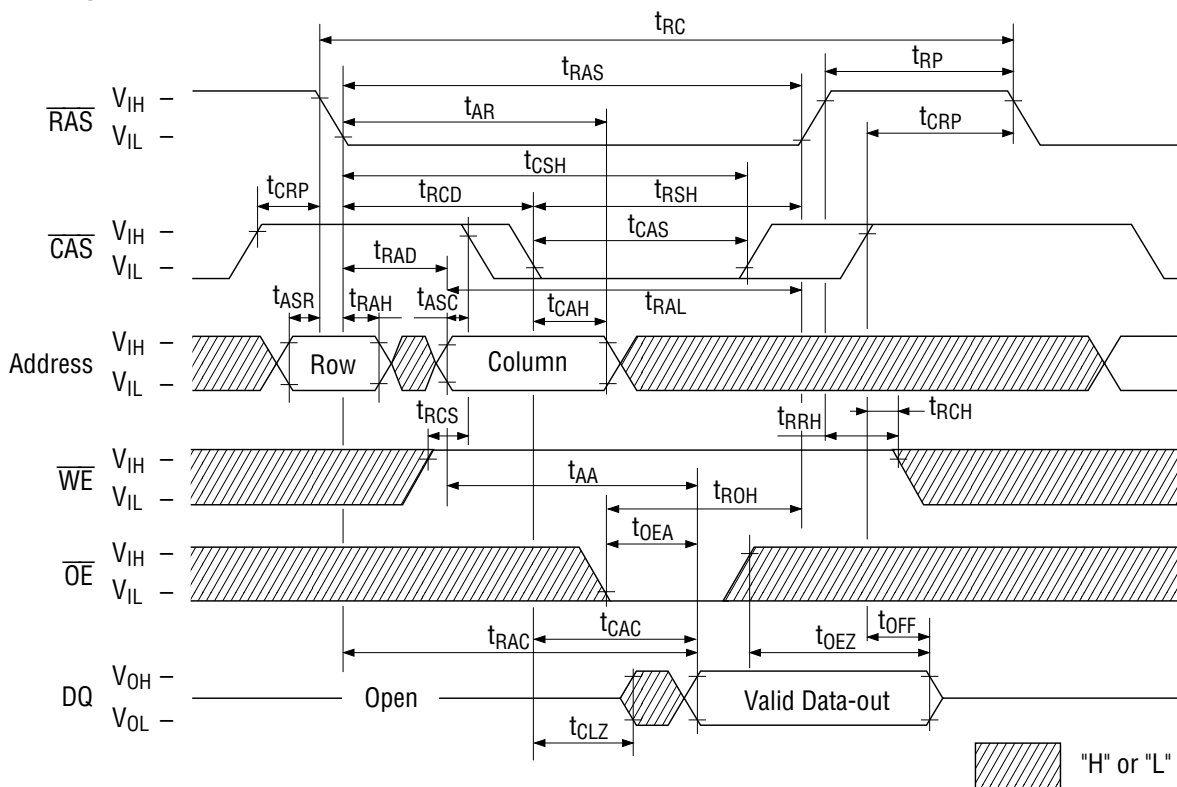 tRC
tRP
tRAS
VIH
RAS
VIL
tAR
tCRP
tCSH
tCRP
tRCD
tRSH
VIH
CAS
VIL
tCAS
tRAD
tRAL
tASR
tRAH
tASC
tCAH
VIH
Address
VIL
Row
Column
tRCS
tRRH
tRCH
VIH
WE
VIL
tAA
tROH
tOEA
VIH
OE
VIL
tCAC
tRAC
tOFF
tOEZ
VOH
DQ
VOL
Open
Valid Data-out
tCLZ
"H" or "L"